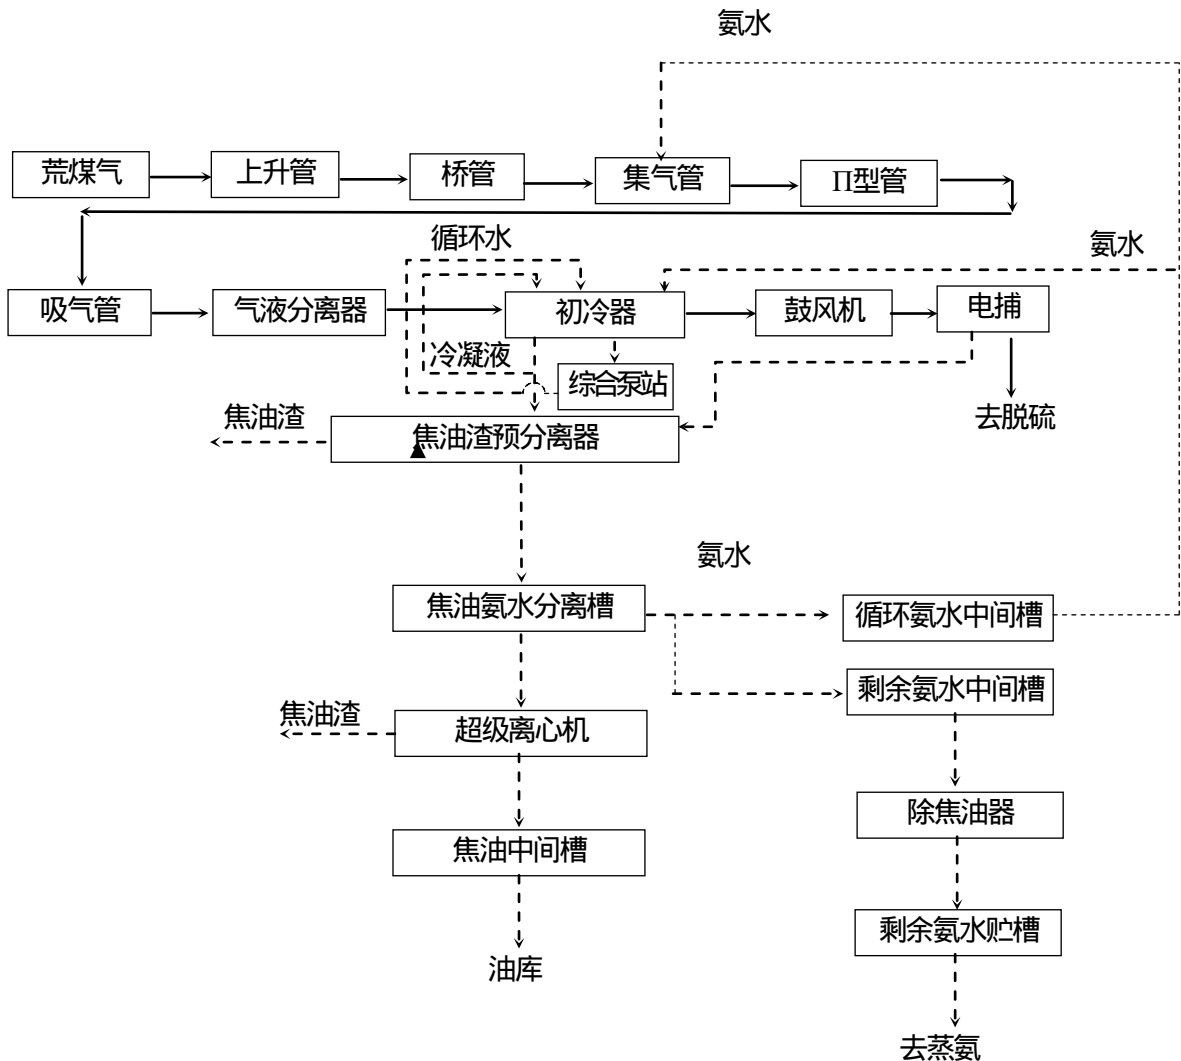 氨水
荒煤气
上升管
桥管
集气管
Π型管
循环水
氨水
吸气管
气液分离器
初冷器
鼓风机
电捕
冷凝液
综合泵站
焦油渣
去脱硫
焦油渣预分离器
氨水
焦油氨水分离槽
循环氨水中间槽
剩余氨水中间槽
焦油渣
超级离心机
除焦油器
焦油中间槽
剩余氨水贮槽
油库
去蒸氨